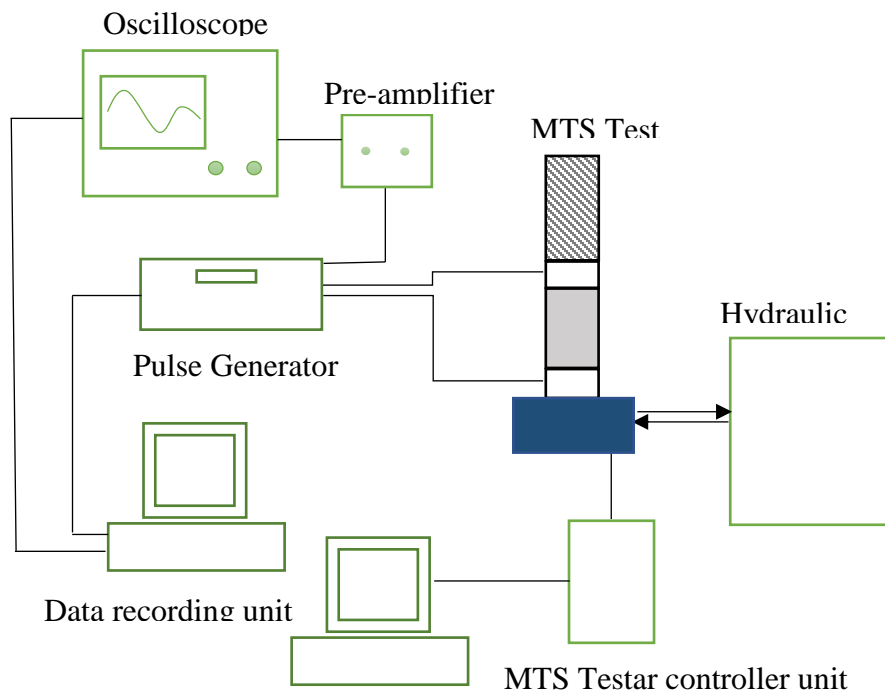 Oscilloscope
Pre-amplifier
MTS Test
Pulse Generator
Hydraulic
Data recording unit
MTS Testar controller unit